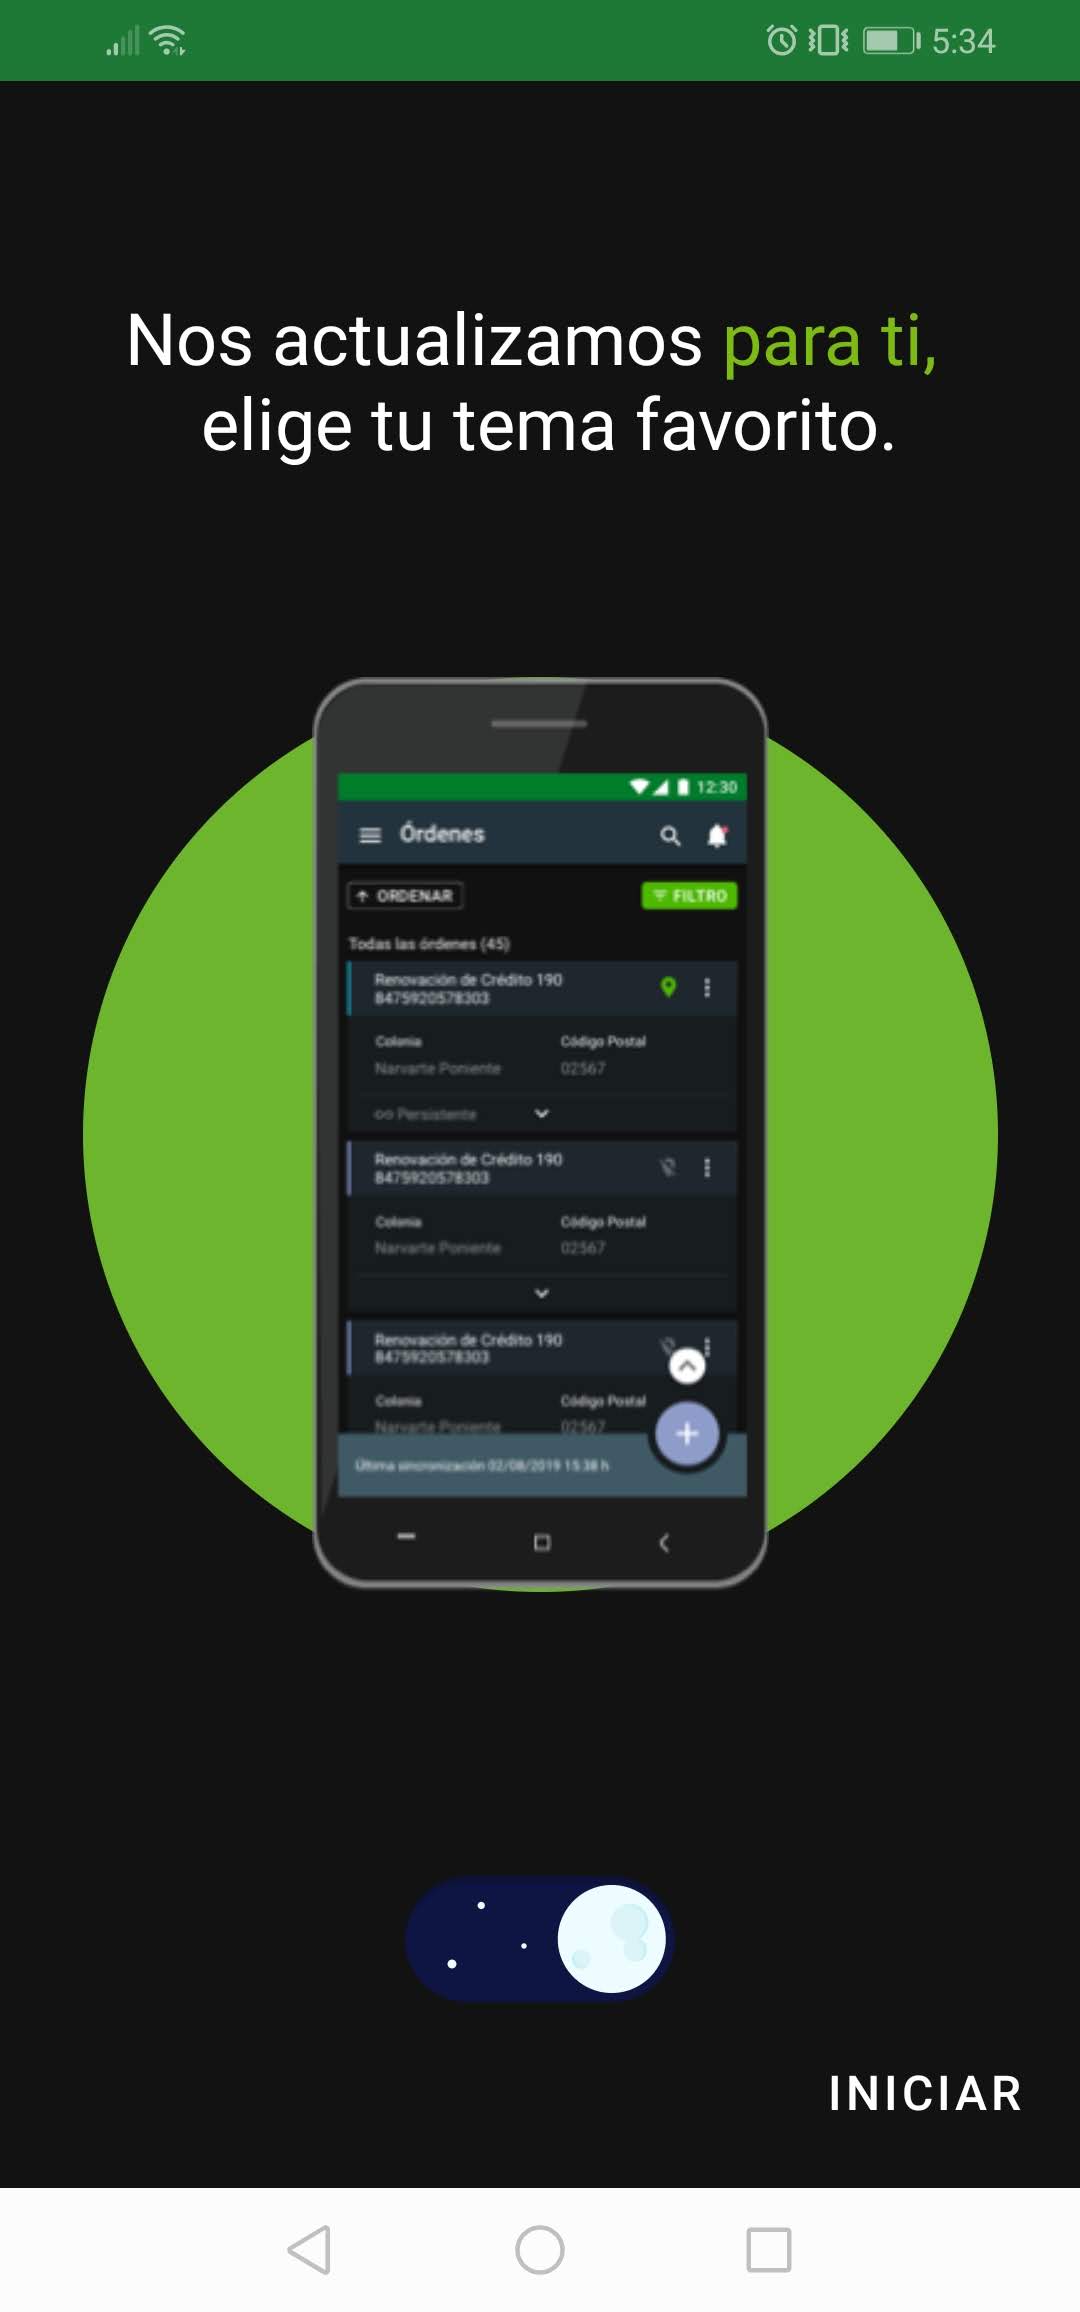 5:34
Nos actualizamos para ti,
elige tu tema favorito.
12:30
Órdenes
ORDENAR
FILTRO
Todas las órdenes (45)
Renovación de Crédito 190
8475920578303
Colonia Código Postal
Narvarte Poniente 02567
Persistente
Renovación de Crédito 190
8475920578303
Colonia Código Postal
Narvarte Poniente 02567
Renovación de Crédito 190
8475920578303
Colonia Código Postal
Narvarte Poniente 02567
Última sincronización 02/08/2019 15:38 h
INICIAR